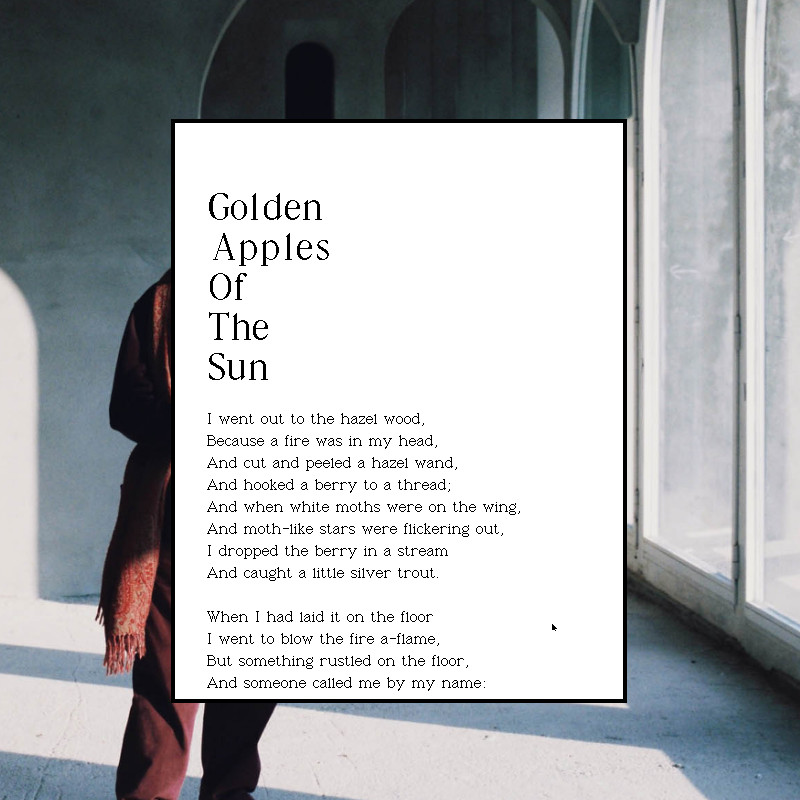 Golden
Apples
Of
The
Sun
I went out to the hazel wood,
Because a fire was in my head,
And cut and peeled a hazel wand,
And hooked a berry to a thread;
And when white moths were on the wing,
And moth-like stars were flickering out,
I dropped the berry in a stream
And caught a little silver trout.
When I had laid it on the floor
I went to blow the fire a-flame,
But something rustled on the floor,
And someone called me by my name: